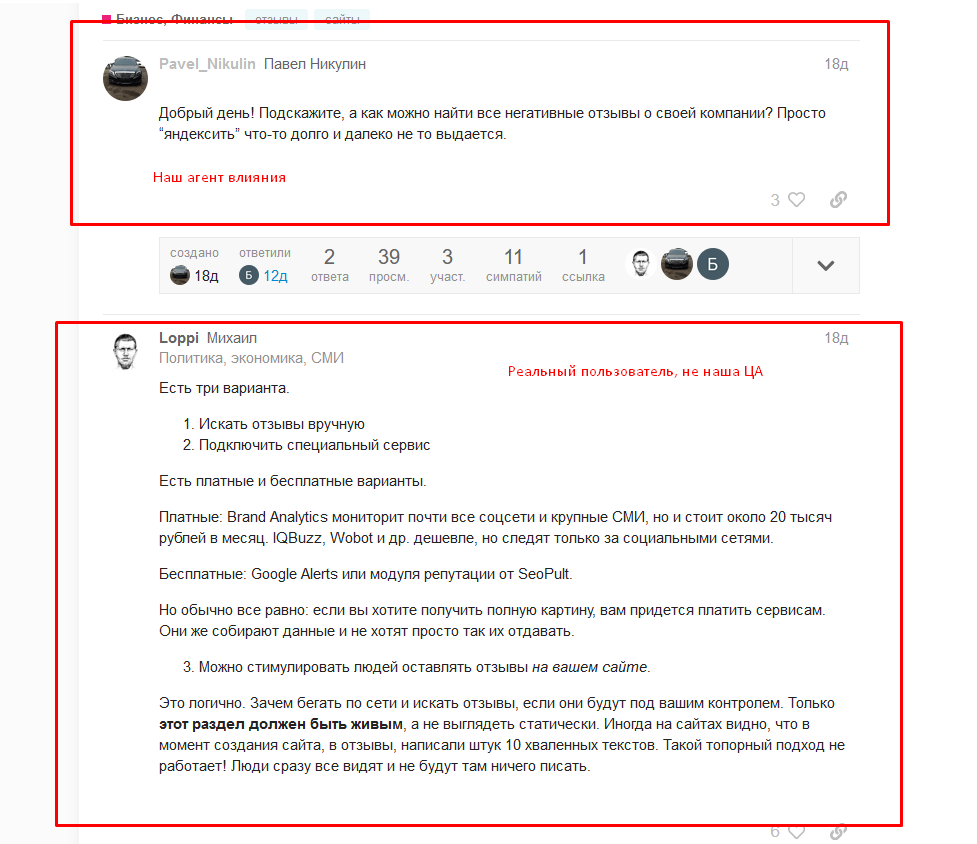 Бизнес, Финансы отзывы сайты
Pavel_Nikulin Павел Никулин 18д
Добрый день! Подскажите, а как можно найти все негативные отзывы о своей компании? Просто
“яндексить” что-то долго и далеко не то выдается.
Наш агент влияния
3
создано ответили 2 39 3 11 1
18д Б 12д ответа просм. участ. симпатий ссылка Б
Loppi Михаил 18д
Политика, экономика, СМИ
Реальный пользователь, не наша ЦА
Есть три варианта.
1. Искать отзывы вручную
2. Подключить специальный сервис
Есть платные и бесплатные варианты.
Платные: Brand Analytics мониторит почти все соцсети и крупные СМИ, но и стоит около 20 тысяч
рублей в месяц. IQBuzz, Wobot и др. дешевле, но следят только за социальными сетями.
Бесплатные: Google Alerts или модуля репутации от SeoPult.
Но обычно все равно: если вы хотите получить полную картину, вам придется платить сервисам.
Они же собирают данные и не хотят просто так их отдавать.
3. Можно стимулировать людей оставлять отзывы на вашем сайте.
Это логично. Зачем бегать по сети и искать отзывы, если они будут под вашим контролем. Только
этот раздел должен быть живым, а не выглядеть статически. Иногда на сайтах видно, что в
момент создания сайта, в отзывы, написали штук 10 хваленных текстов. Такой топорный подход не
работает! Люди сразу все видят и не будут там ничего писать.
6